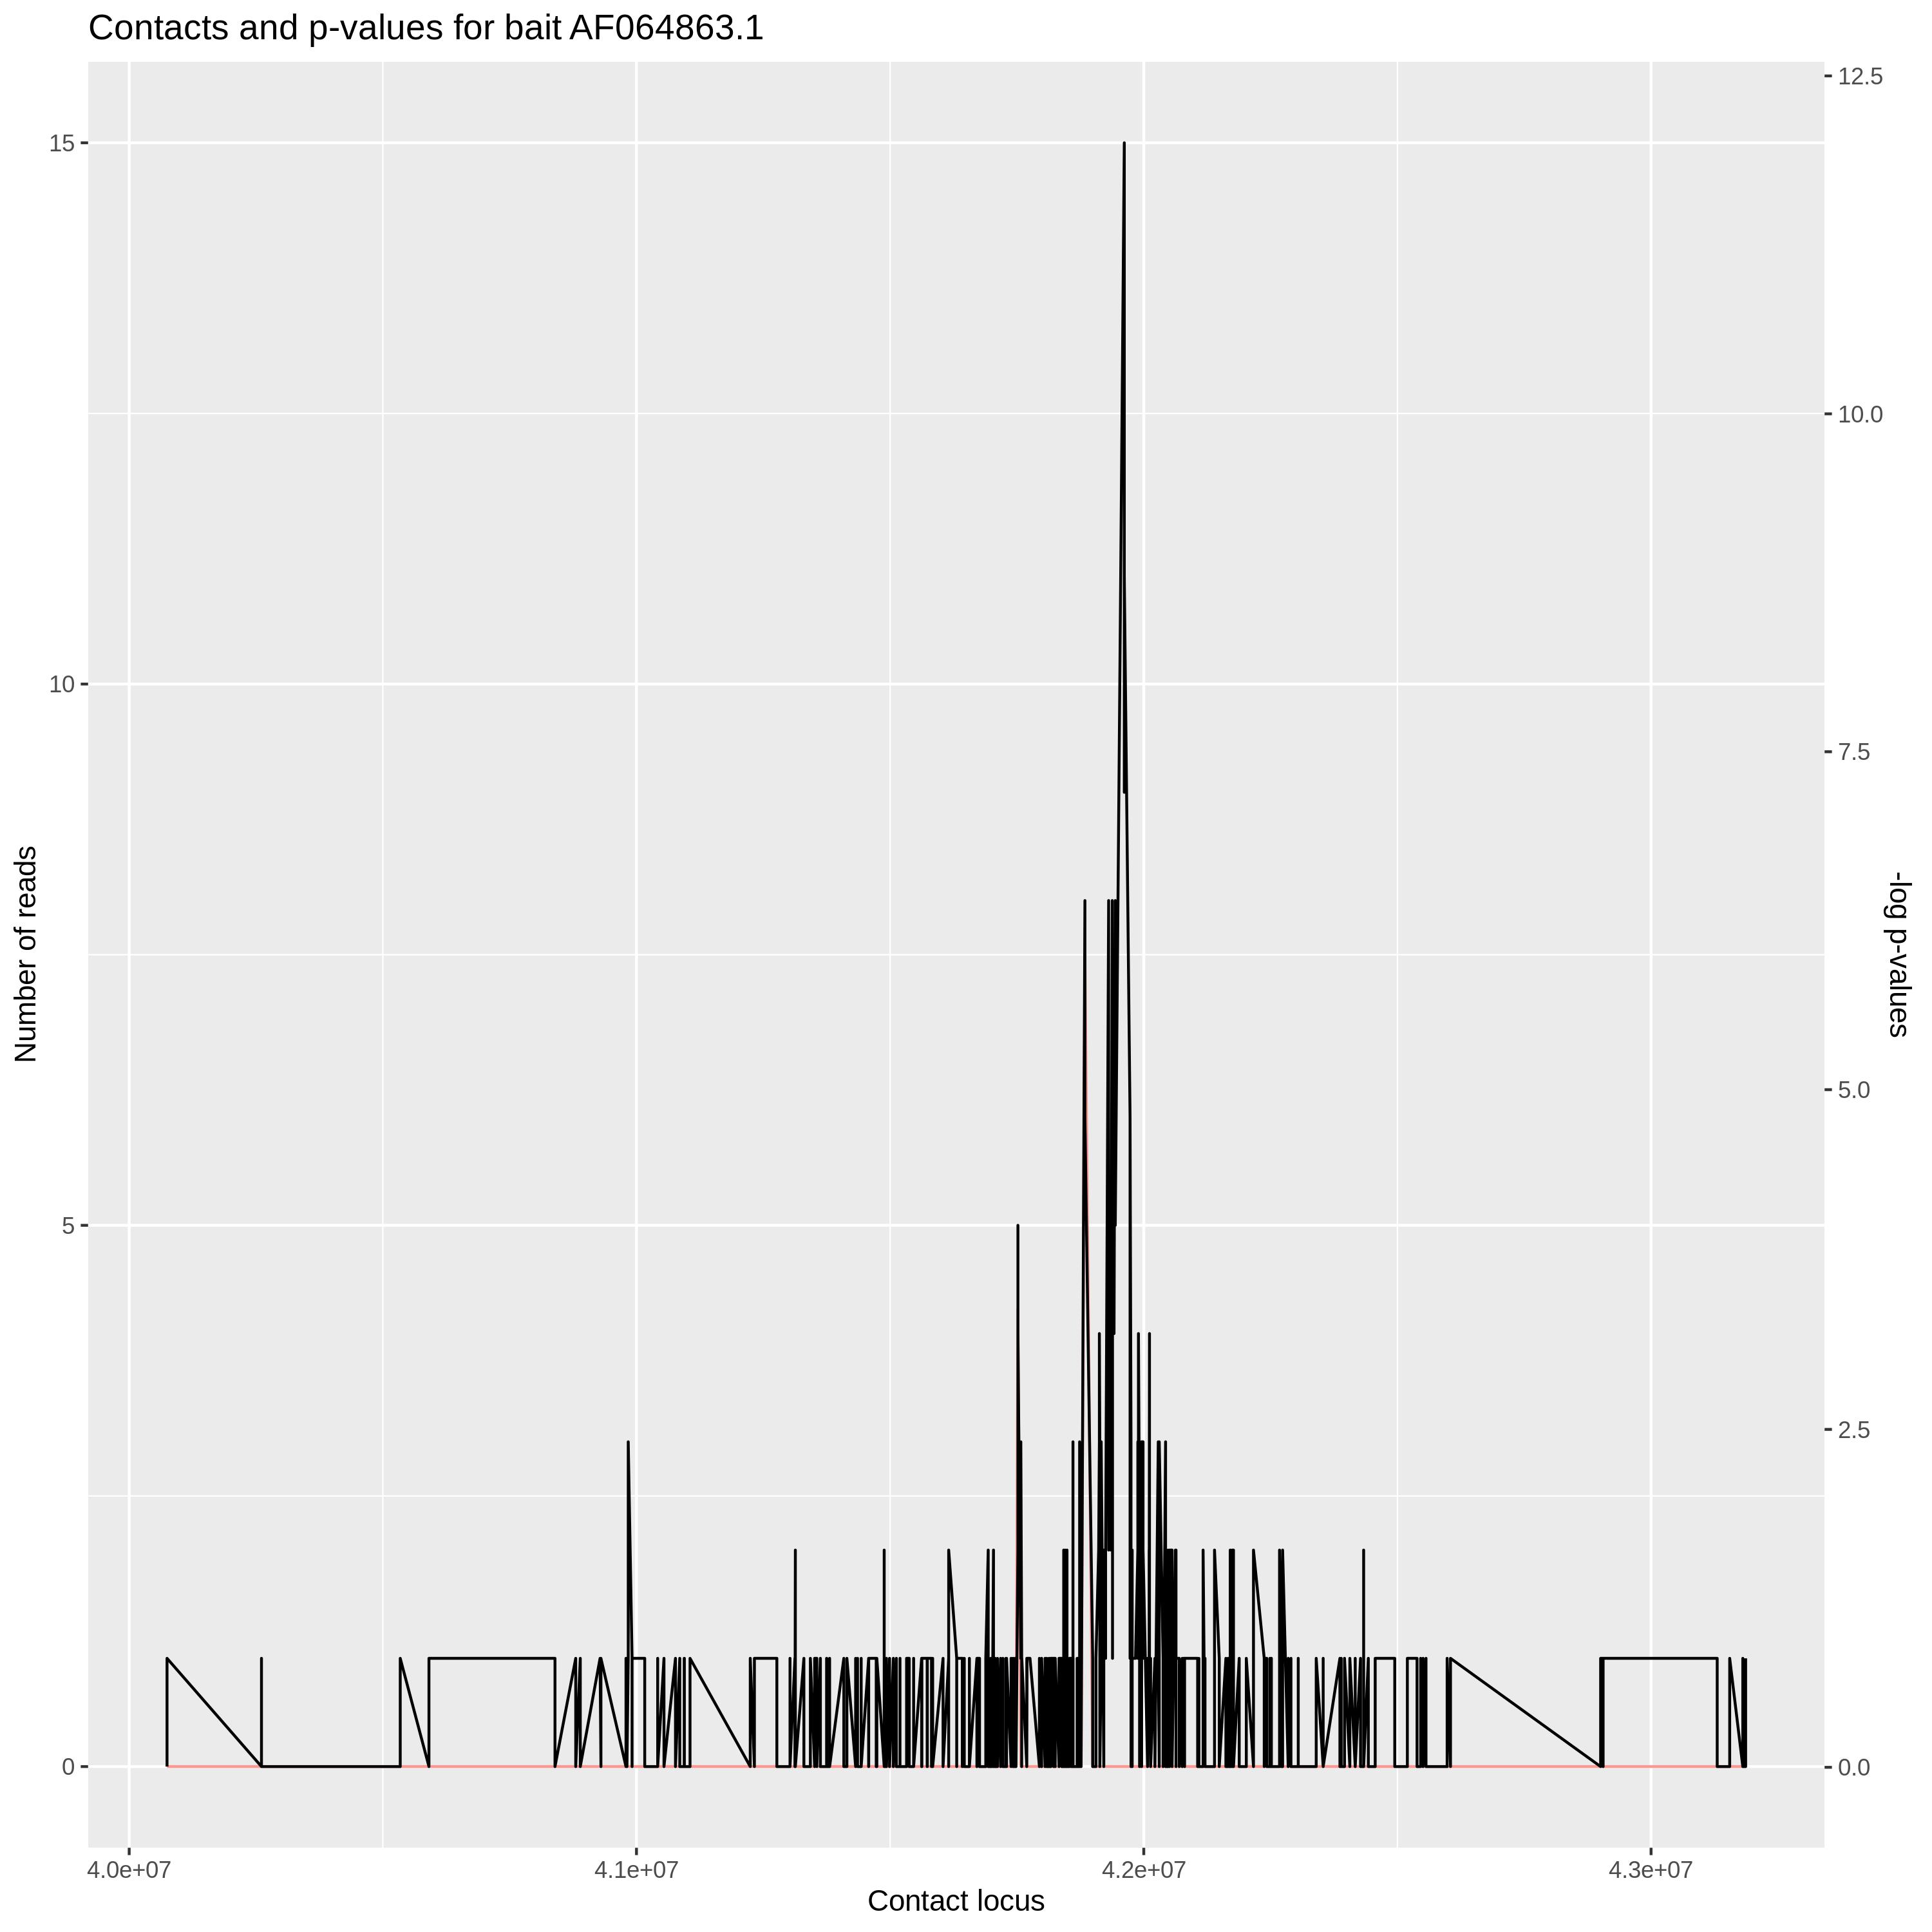 Contacts and p-values for bait AF064863.1
15
10
5
0
Number of reads
12.5
10.0
7.5
5.0
2.5
0.0
-log p-values
4.0e+07 4.1e+07 4.2e+07 4.3e+07
Contact locus